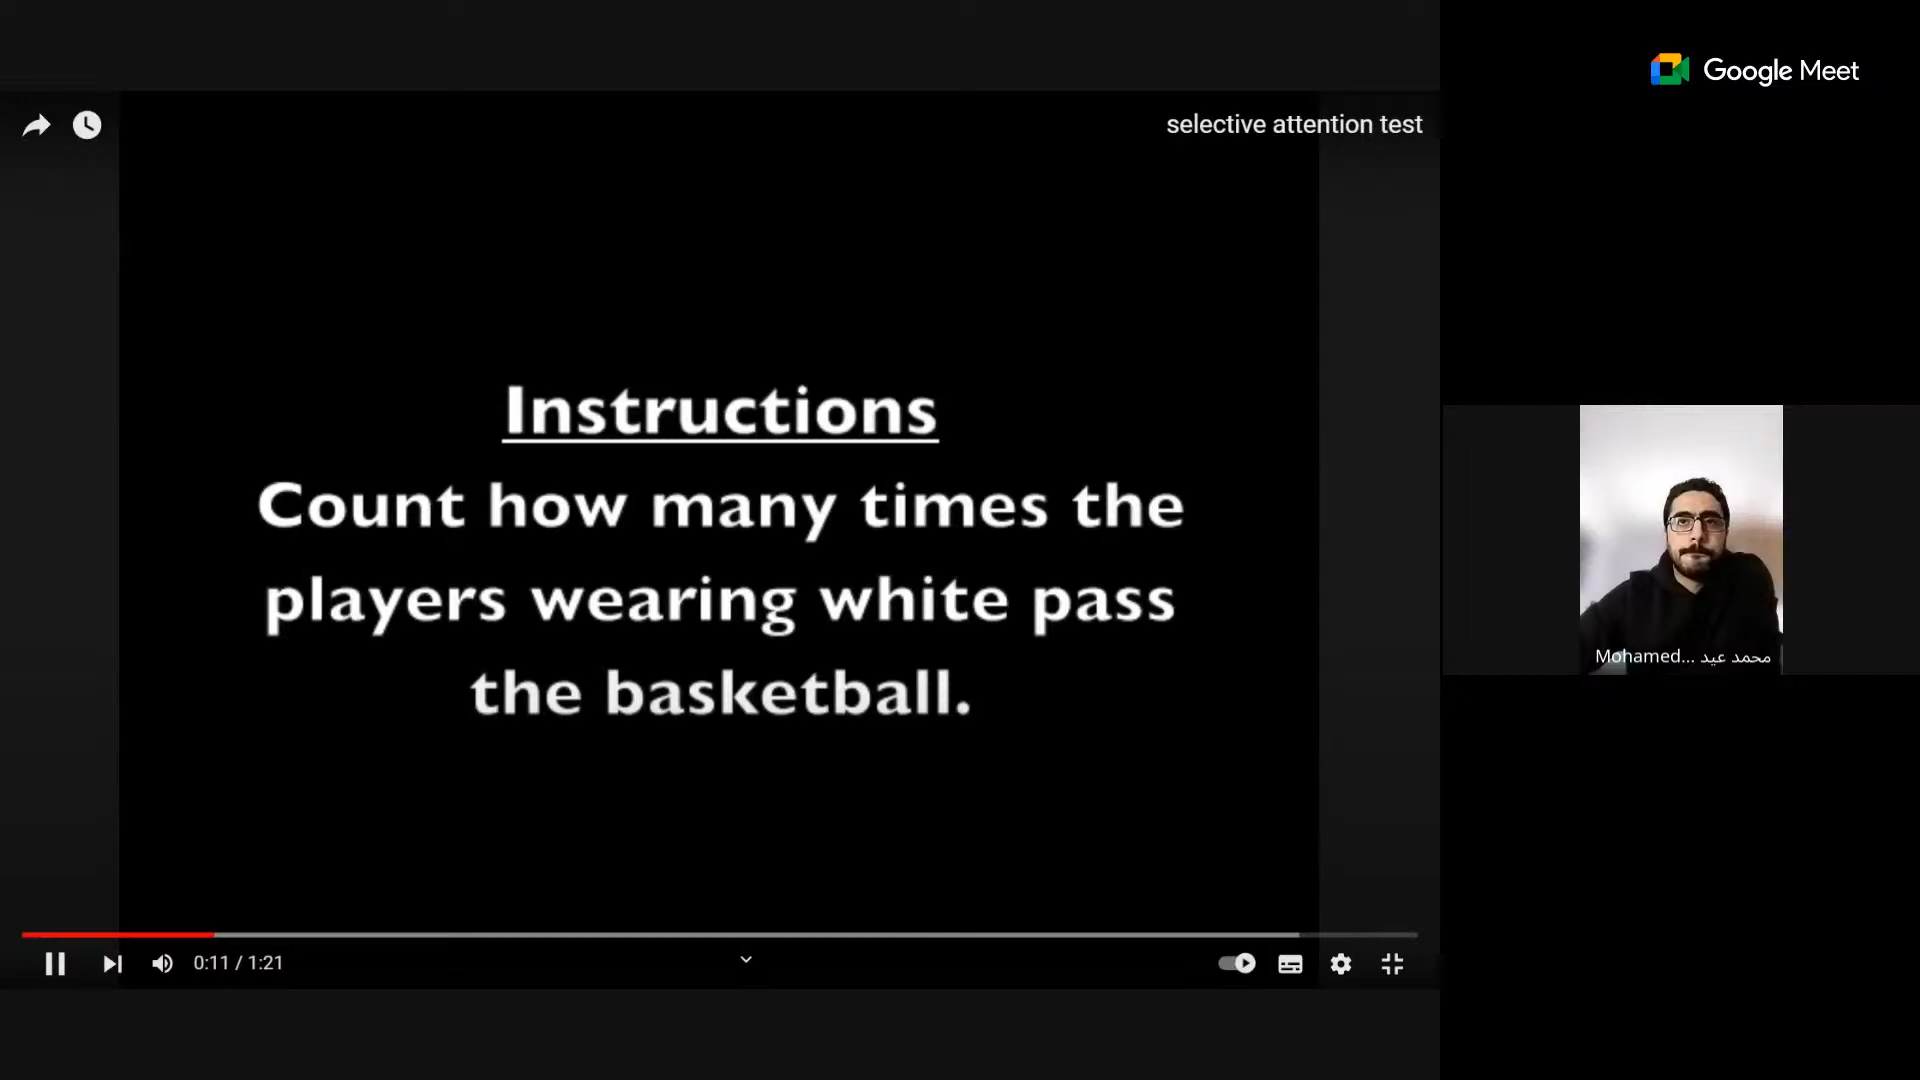 Google Meet
selective attention test
Instructions
Count how many times the
players wearing white pass
the basketball.
Mohamed... محمد عيد
0:11 / 1:21